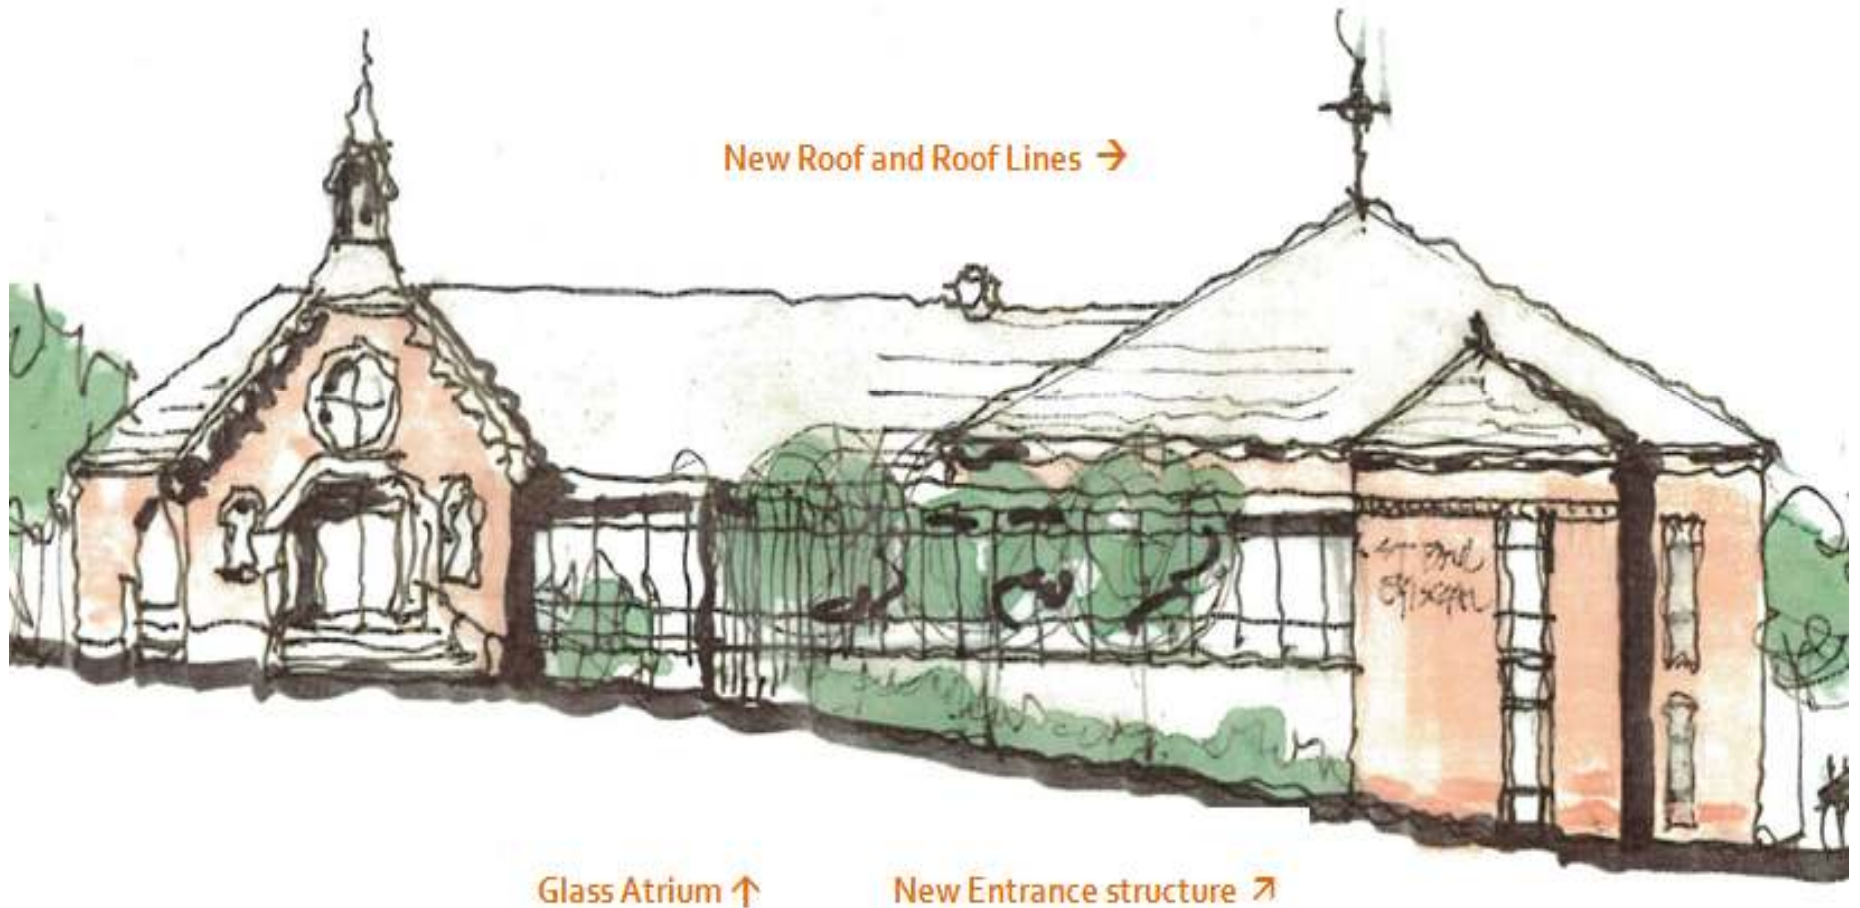 New Roof and Roof Lines →
Glass Atrium ↑
New Entrance structure ↗